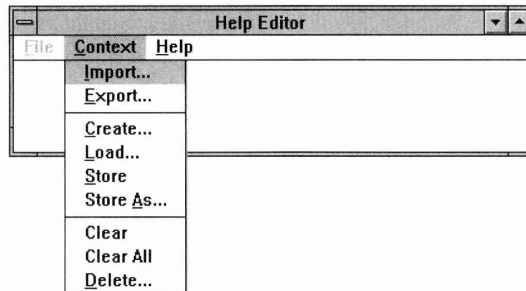 Help Editor
File Context Help
Import...
Export...
Create...
Load...
Store
Store As...
Clear
Clear All
Delete...